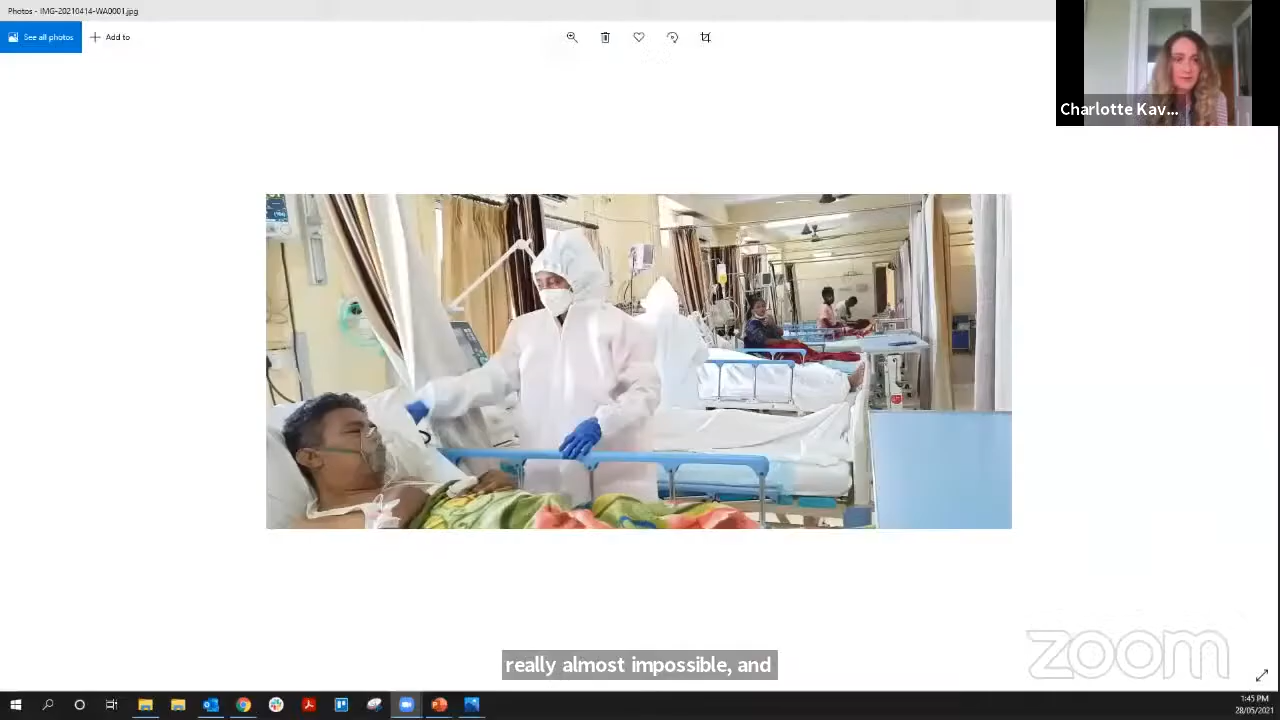 Photos - IMG-20210414-WA0001.jpg
See all photos
Add to
Charlotte Kav...
really almost impossible, and
zoom
1:45 PM
28/05/2021